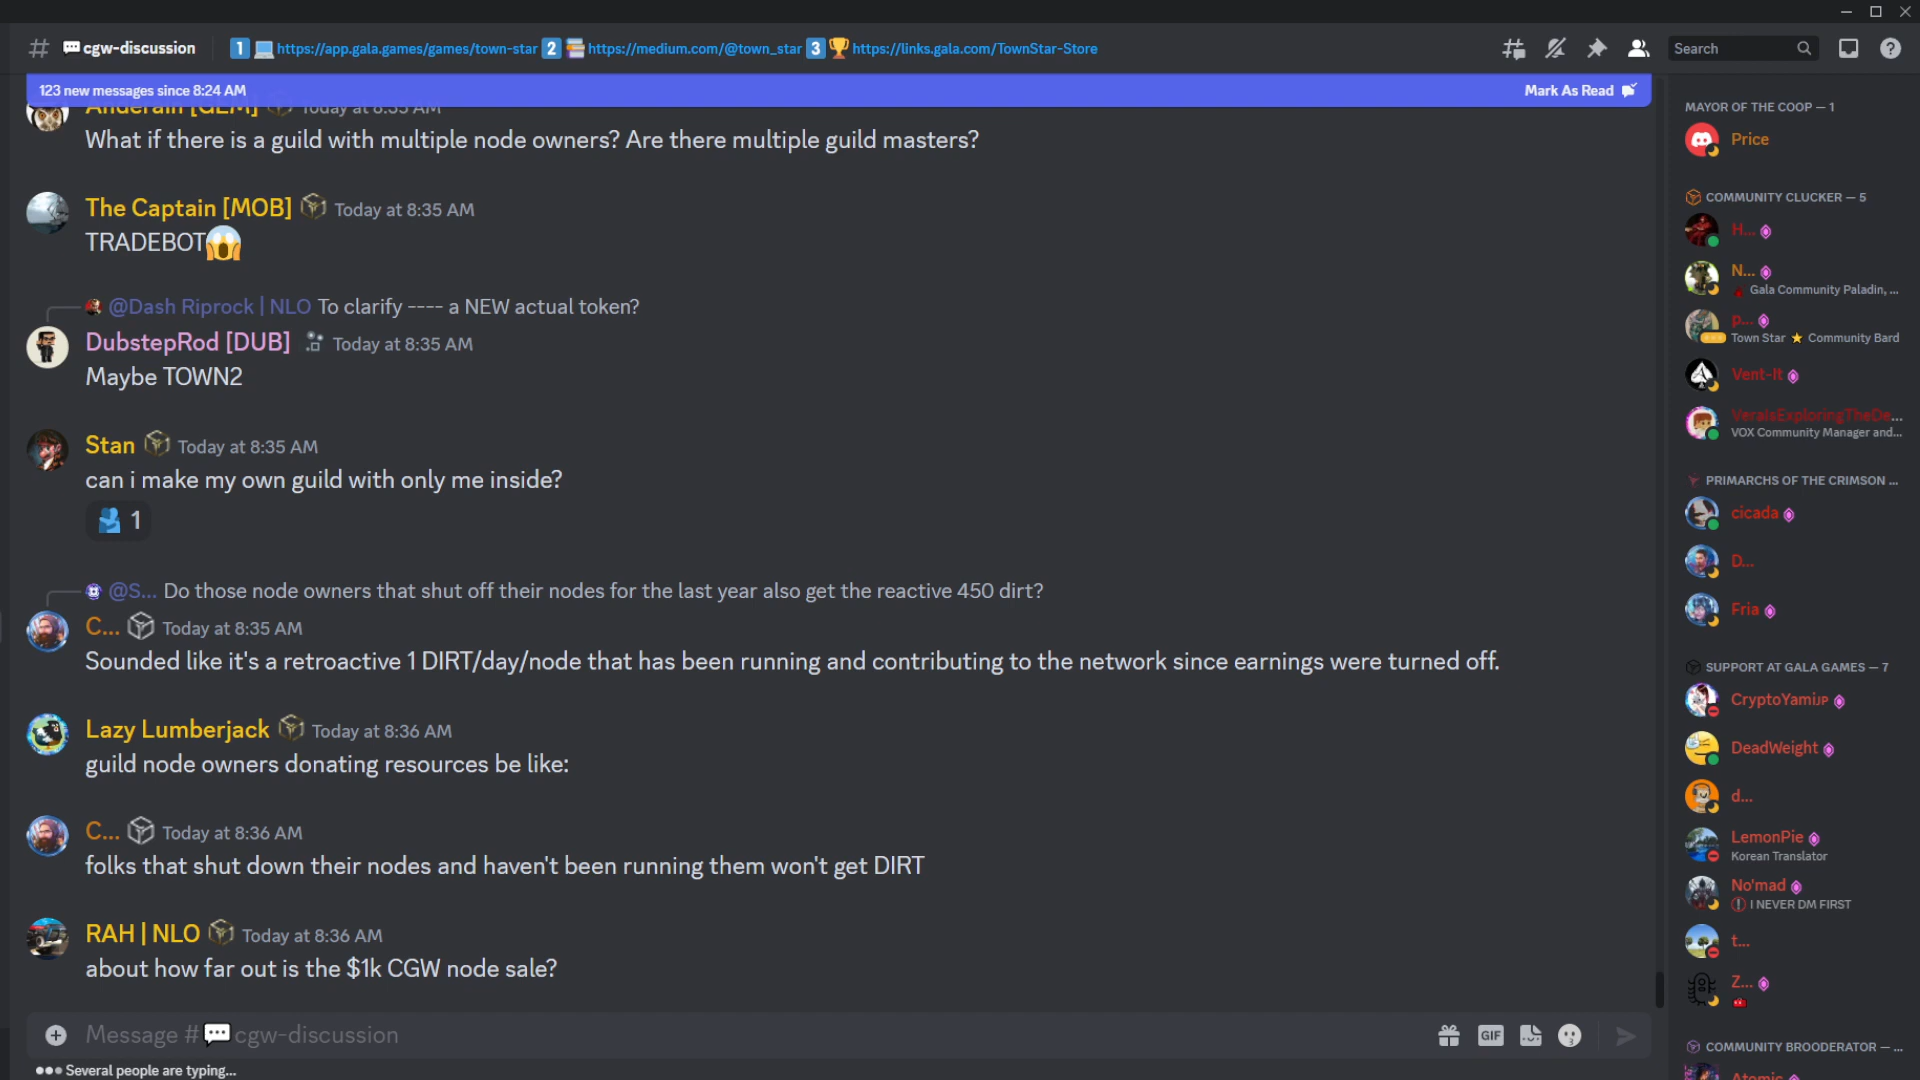 cgw-discussion
1 https://app.gala.games/games/town-star 2 https://medium.com/@town_star 3 https://links.gala.com/TownStar-Store
Search
123 new messages since 8:24 AM
Mark As Read
Anderain [GEM] Today at 8:35 AM
What if there is a guild with multiple node owners? Are there multiple guild masters?
The Captain [MOB] Today at 8:35 AM
TRADEBOT
@Dash Riprock | NLO To clarify ---- a NEW actual token?
DubstepRod [DUB] Today at 8:35 AM
Maybe TOWN2
Stan Today at 8:35 AM
can i make my own guild with only me inside?
1
@S... Do those node owners that shut off their nodes for the last year also get the reactive 450 dirt?
C... Today at 8:35 AM
Sounded like it's a retroactive 1 DIRT/day/node that has been running and contributing to the network since earnings were turned off.
Lazy Lumberjack Today at 8:36 AM
guild node owners donating resources be like:
C... Today at 8:36 AM
folks that shut down their nodes and haven't been running them won't get DIRT
RAH | NLO Today at 8:36 AM
about how far out is the $1k CGW node sale?
Message # cgw-discussion
GIF
Several people are typing...
MAYOR OF THE COOP — 1
Price
COMMUNITY CLUCKER — 5
H...
N...
Gala Community Paladin, ...
p...
Town Star Community Bard
Vent-It
VeraIsExploringTheDe...
VOX Community Manager and...
PRIMARCHS OF THE CRIMSON ...
cicada
D...
Fria
SUPPORT AT GALA GAMES — 7
CryptoYamiJP
DeadWeight
d...
LemonPie
Korean Translator
No'mad
I NEVER DM FIRST
t...
Z...
COMMUNITY BROODERATOR — ...
Atomic